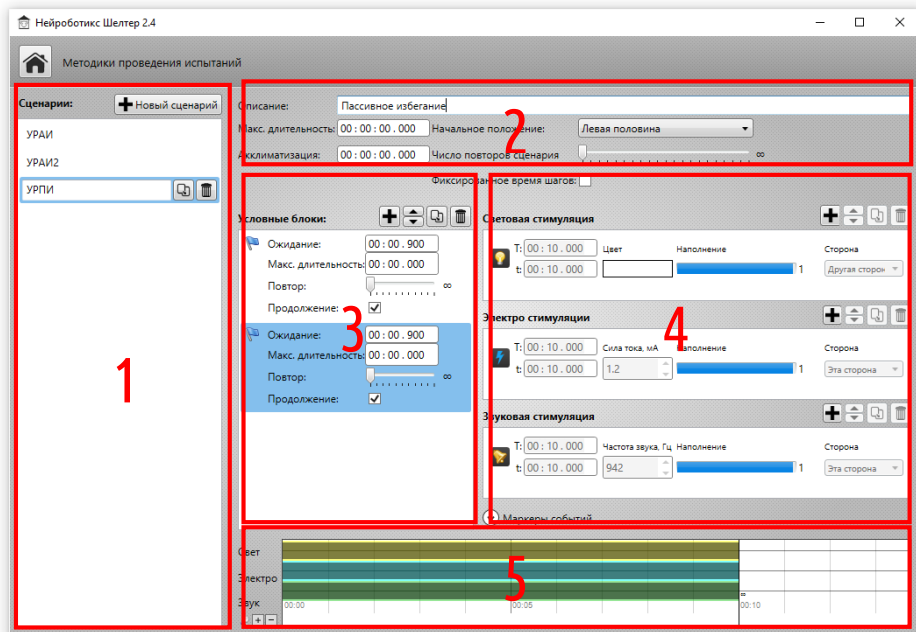 Нейроботикс Шелтер 2.4
Методики проведения испытаний
Сценарии:
Новый сценарий
УРАИ
УРАИ2
УРПИ
1
Описание: Пассивное избегание
Макс. длительность: 00 : 00 : 00 . 000 Начальное положение: Левая половина
Акклиматизация: 00 : 00 : 00 . 000 Число повторов сценария ∞
2
Фиксированное время шагов:
Условные блоки:
Ожидание: 00 : 00 . 900
Макс. длительность: 00 : 00 . 000
Повтор: ∞
Продолжение:
Ожидание: 00 : 00 . 900
Макс. длительность: 00 : 00 . 000
Повтор: ∞
Продолжение:
3
Световая стимуляция
T: 00 : 10 . 000 Цвет Наполнение Сторона
t: 00 : 10 . 000 1 Другая сторон
Электро стимуляции
T: 00 : 10 . 000 Сила тока, мА Наполнение Сторона
t: 00 : 10 . 000 1.2 1 Эта сторона
Звуковая стимуляция
T: 00 : 10 . 000 Частота звука, Гц Наполнение Сторона
t: 00 : 10 . 000 942 1 Эта сторона
Маркеры событий
4
Свет
Электро
Звук 00:00 00:05 00:10
∞
+ −
5